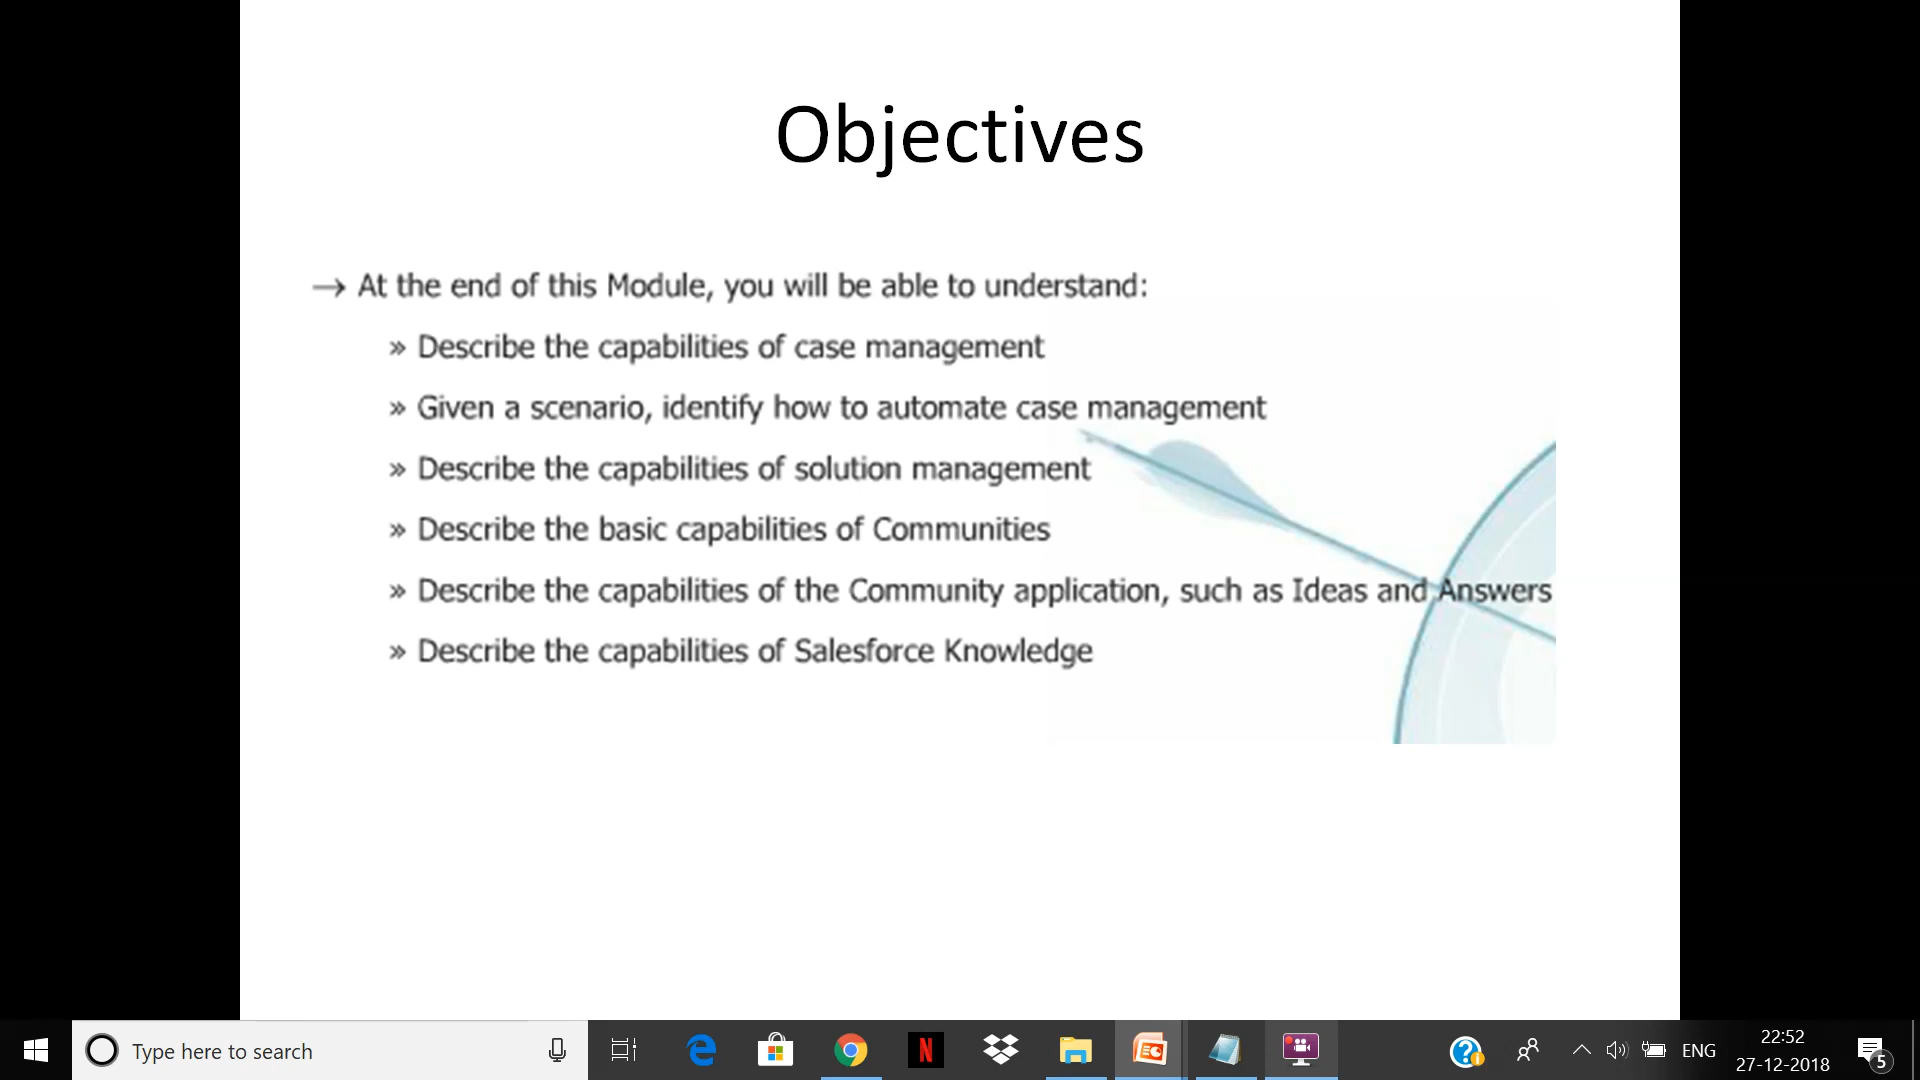 Objectives
→ At the end of this Module, you will be able to understand:
» Describe the capabilities of case management
» Given a scenario, identify how to automate case management
» Describe the capabilities of solution management
» Describe the basic capabilities of Communities
» Describe the capabilities of the Community application, such as Ideas and Answers
» Describe the capabilities of Salesforce Knowledge
Type here to search
ENG
22:52
27-12-2018
5